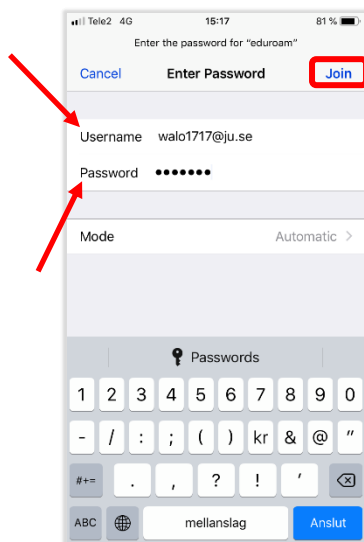 Tele2 4G 15:17 81 %
Enter the password for “eduroam”
Cancel Enter Password Join
Username walo1717@ju.se
Password •••••••
Mode Automatic >
Passwords
1 2 3 4 5 6 7 8 9 0
- / : ; ( ) kr & @ "
#+= . , ? ! ’
ABC mellanslag Anslut